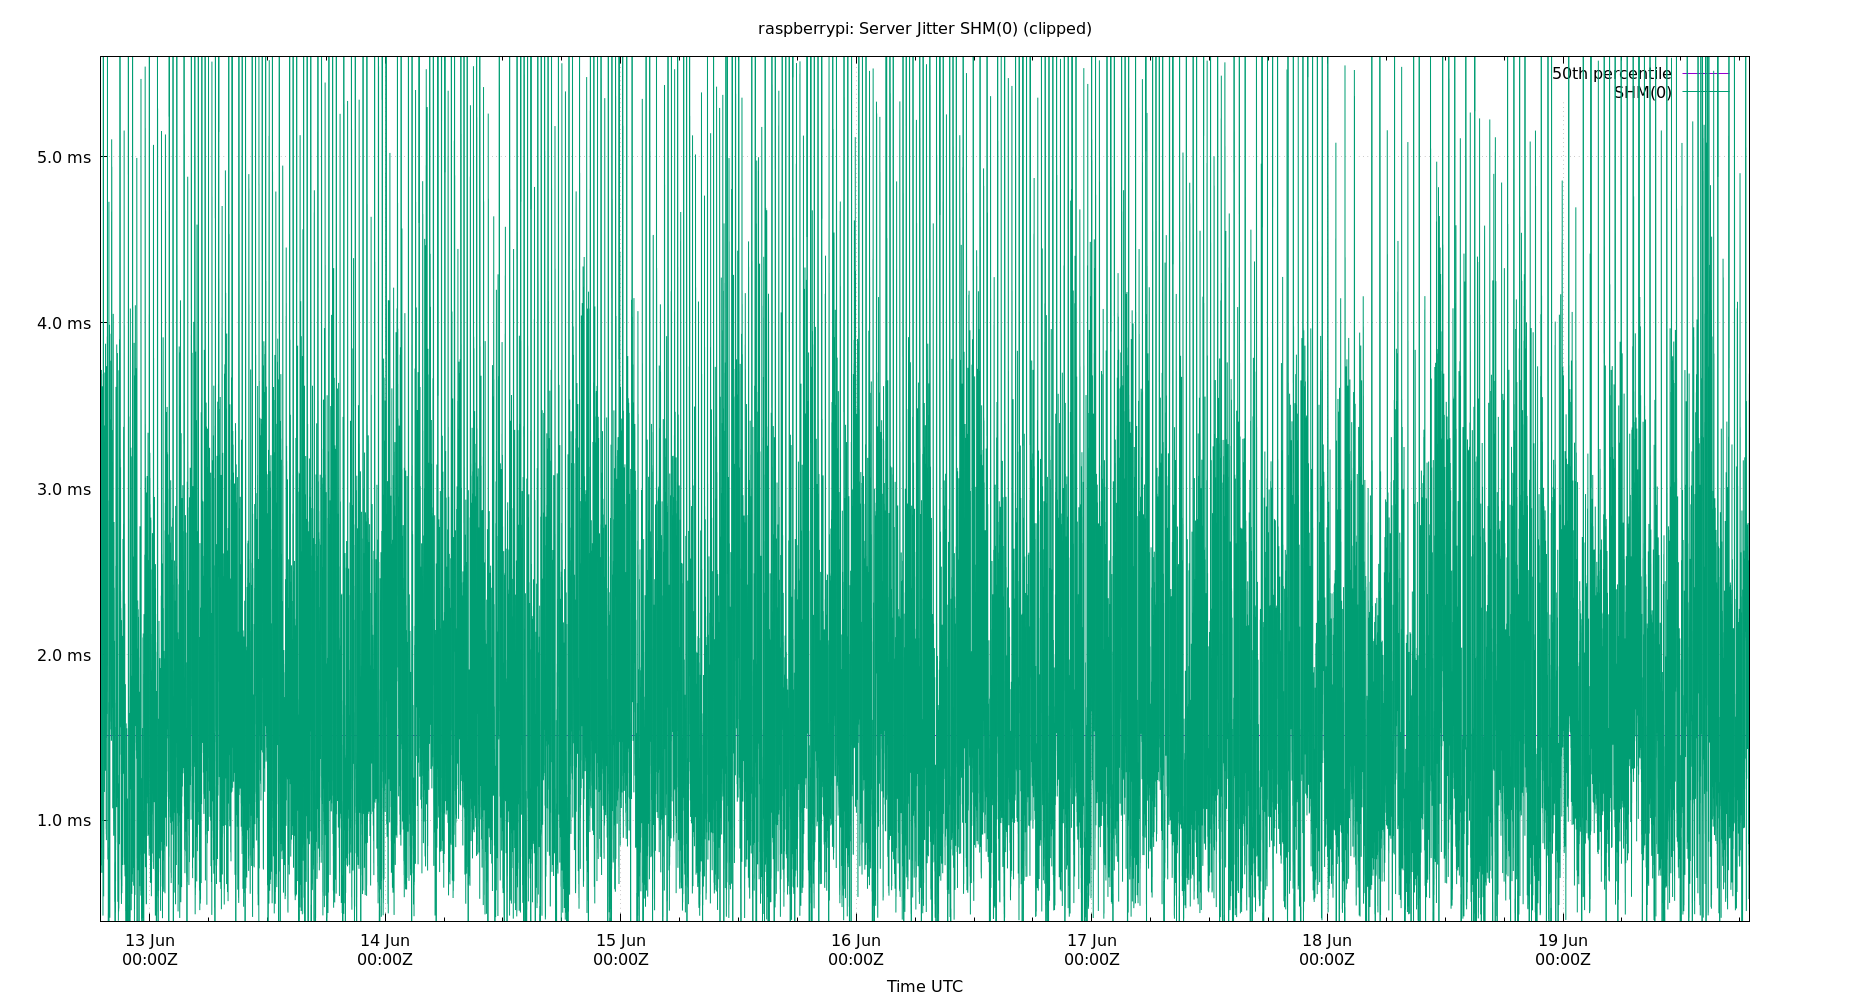 raspberrypi: Server Jitter SHM(0) (clipped)
50th percentile
SHM(0)
5.0 ms
4.0 ms
3.0 ms
2.0 ms
1.0 ms
13 Jun 14 Jun 15 Jun 16 Jun 17 Jun 18 Jun 19 Jun
00:00Z 00:00Z 00:00Z 00:00Z 00:00Z 00:00Z 00:00Z
Time UTC